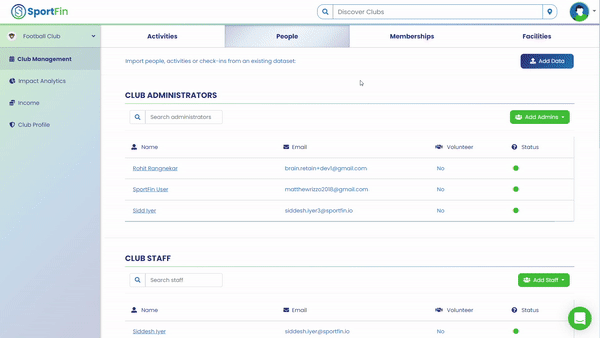 SportFin
Discover Clubs
Football Club
Activities
People
Memberships
Facilities
Club Management
Impact Analytics
Income
Club Profile
Import people, activities or check-ins from an existing dataset:
Add Data
CLUB ADMINISTRATORS
Search administrators
Add Admins
Name Email Volunteer Status
Rohit Rangnekar brain.retain+dev1@gmail.com No
SportFin User matthewrizzo2018@gmail.com No
Sidd Iyer siddesh.iyer3@sportfin.io No
CLUB STAFF
Search staff
Add Staff
Name Email Volunteer Status
Siddesh Iyer siddesh.iyer@sportfin.io No